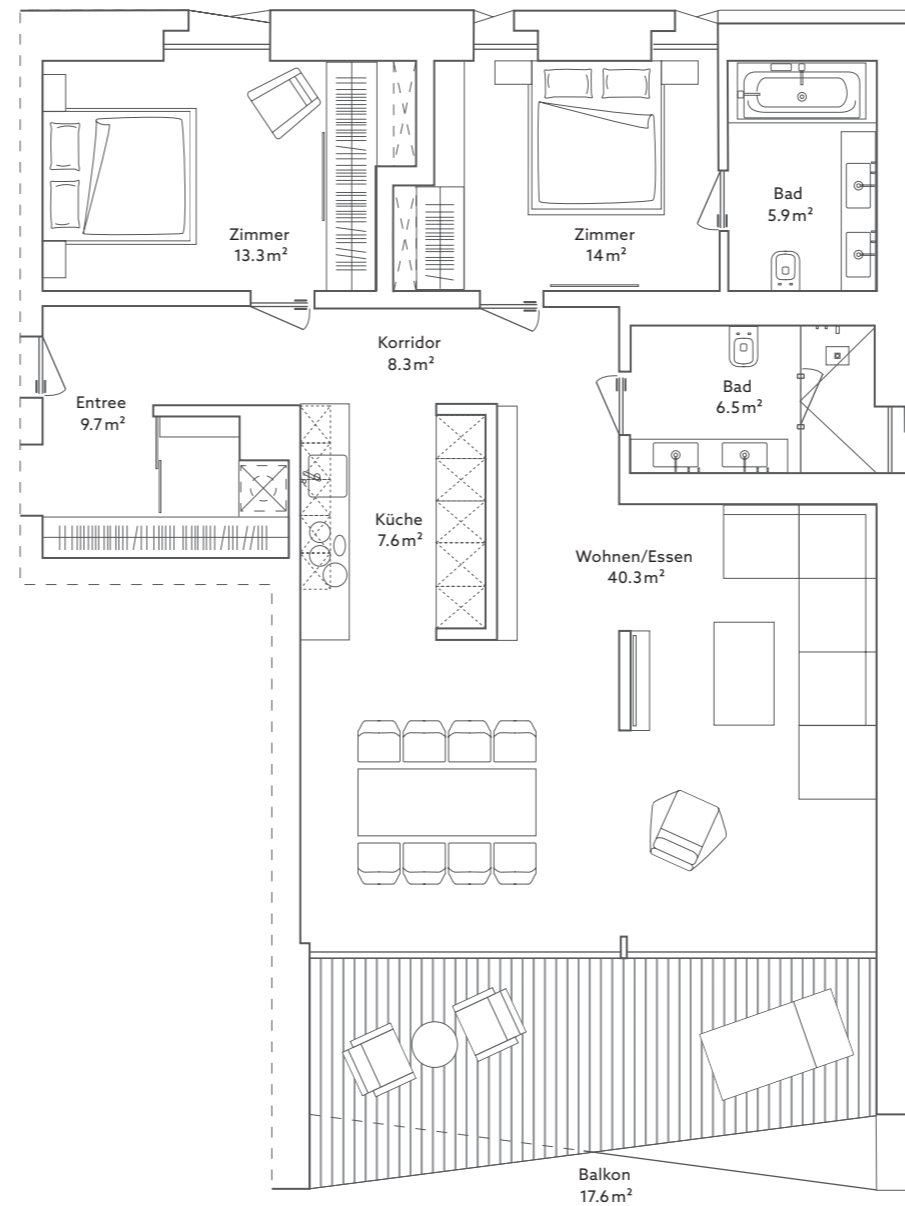 Zimmer
13.3 m²
Zimmer
14 m²
Bad
5.9 m²
Korridor
8.3 m²
Entree
9.7 m²
Bad
6.5 m²
Küche
7.6 m²
Wohnen/Essen
40.3 m²
Balkon
17.6 m²